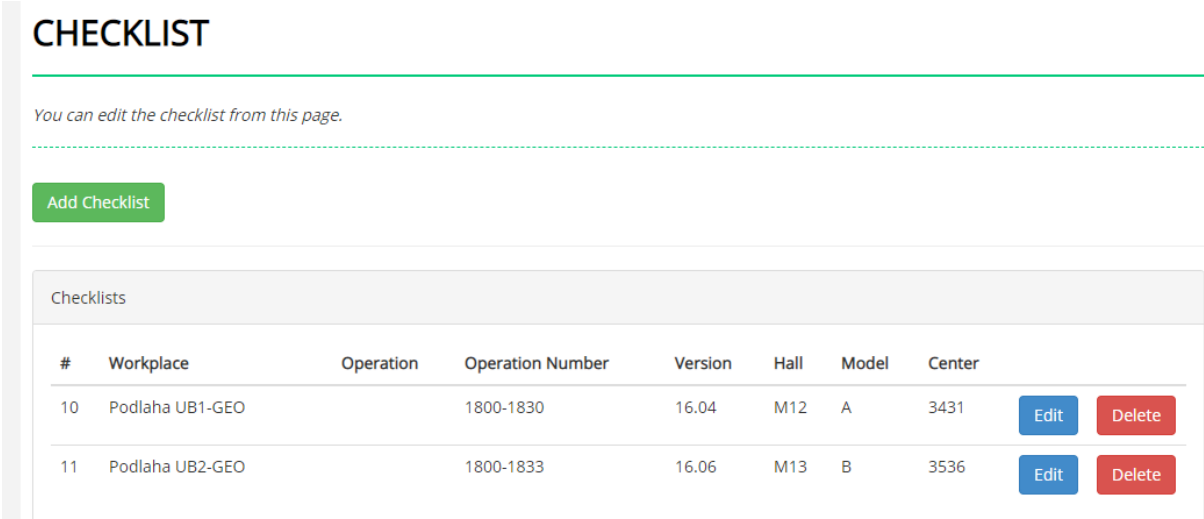 CHECKLIST
You can edit the checklist from this page.
Add Checklist
Checklists
# Workplace Operation Operation Number Version Hall Model Center
10 Podlaha UB1-GEO 1800-1830 16.04 M12 A 3431 Edit Delete
11 Podlaha UB2-GEO 1800-1833 16.06 M13 B 3536 Edit Delete